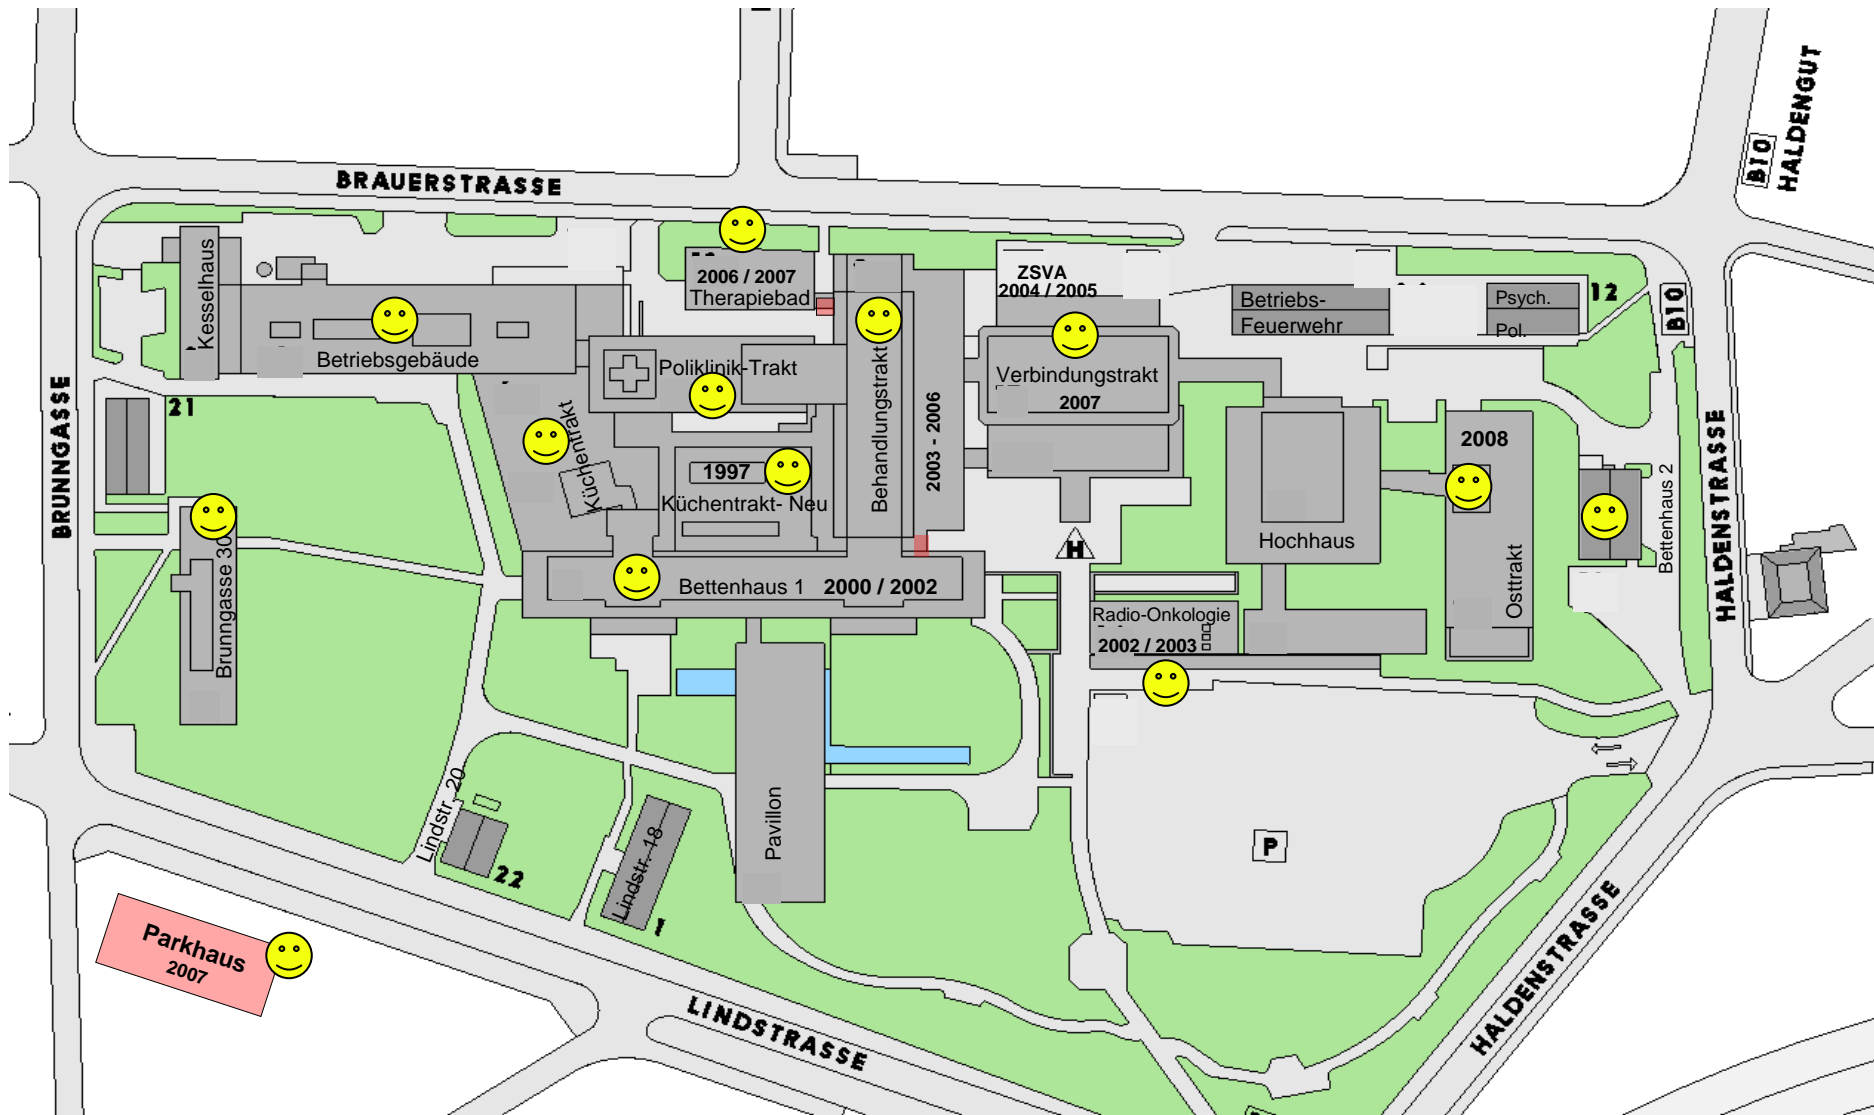 HALDENGUT
B10
BRAUERSTRASSE
Kesselhaus
2006 / 2007
Therapiebad
ZSVA
2004 / 2005
Betriebs-
Feuerwehr
Psych.
Pol.
12
B10
Betriebsgebäude
Poliklinik-Trakt
Behandlungstrakt
2003 - 2006
Verbindungstrakt
2007
BRUNNGASSE
21
Küchentrakt
1997
Küchentrakt- Neu
2008
Bettenhaus 2
HALDENSTRASSE
Brunngasse 30
H
Hochhaus
Osttrakt
Bettenhaus 1 2000 / 2002
Radio-Onkologie
2002 / 2003
Lindstr. 20
22
Lindstr. 18
1
Pavillon
P
Parkhaus
2007
LINDSTRASSE
HALDENSTRASSE